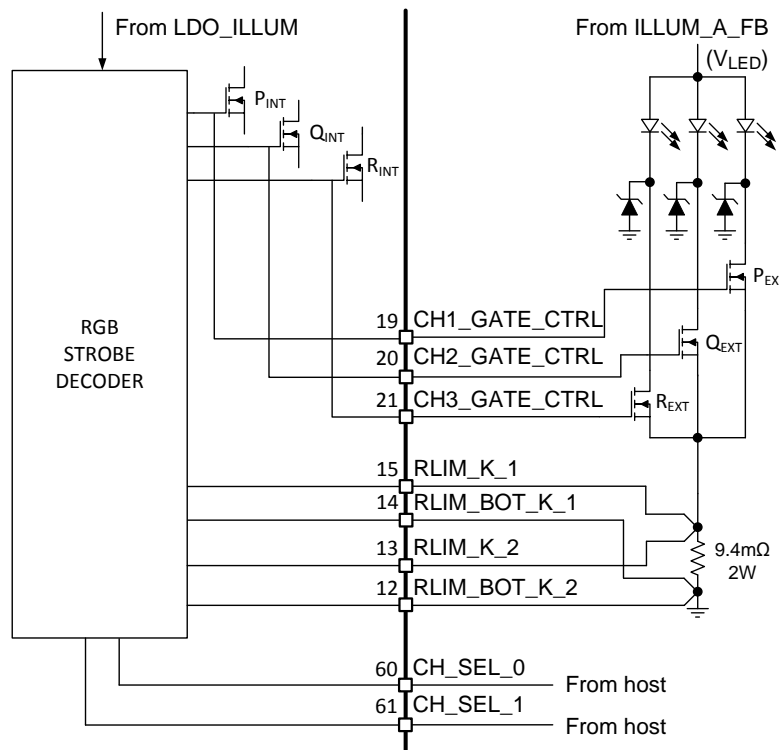 From LDO_ILLUM
From ILLUM_A_FB
(VLED)
PINT
QINT
RINT
RGB
STROBE
DECODER
PEX
QEXT
REXT
19 CH1_GATE_CTRL
20 CH2_GATE_CTRL
21 CH3_GATE_CTRL
15 RLIM_K_1
14 RLIM_BOT_K_1
13 RLIM_K_2
12 RLIM_BOT_K_2
9.4mΩ
2W
60 CH_SEL_0
From host
61 CH_SEL_1
From host